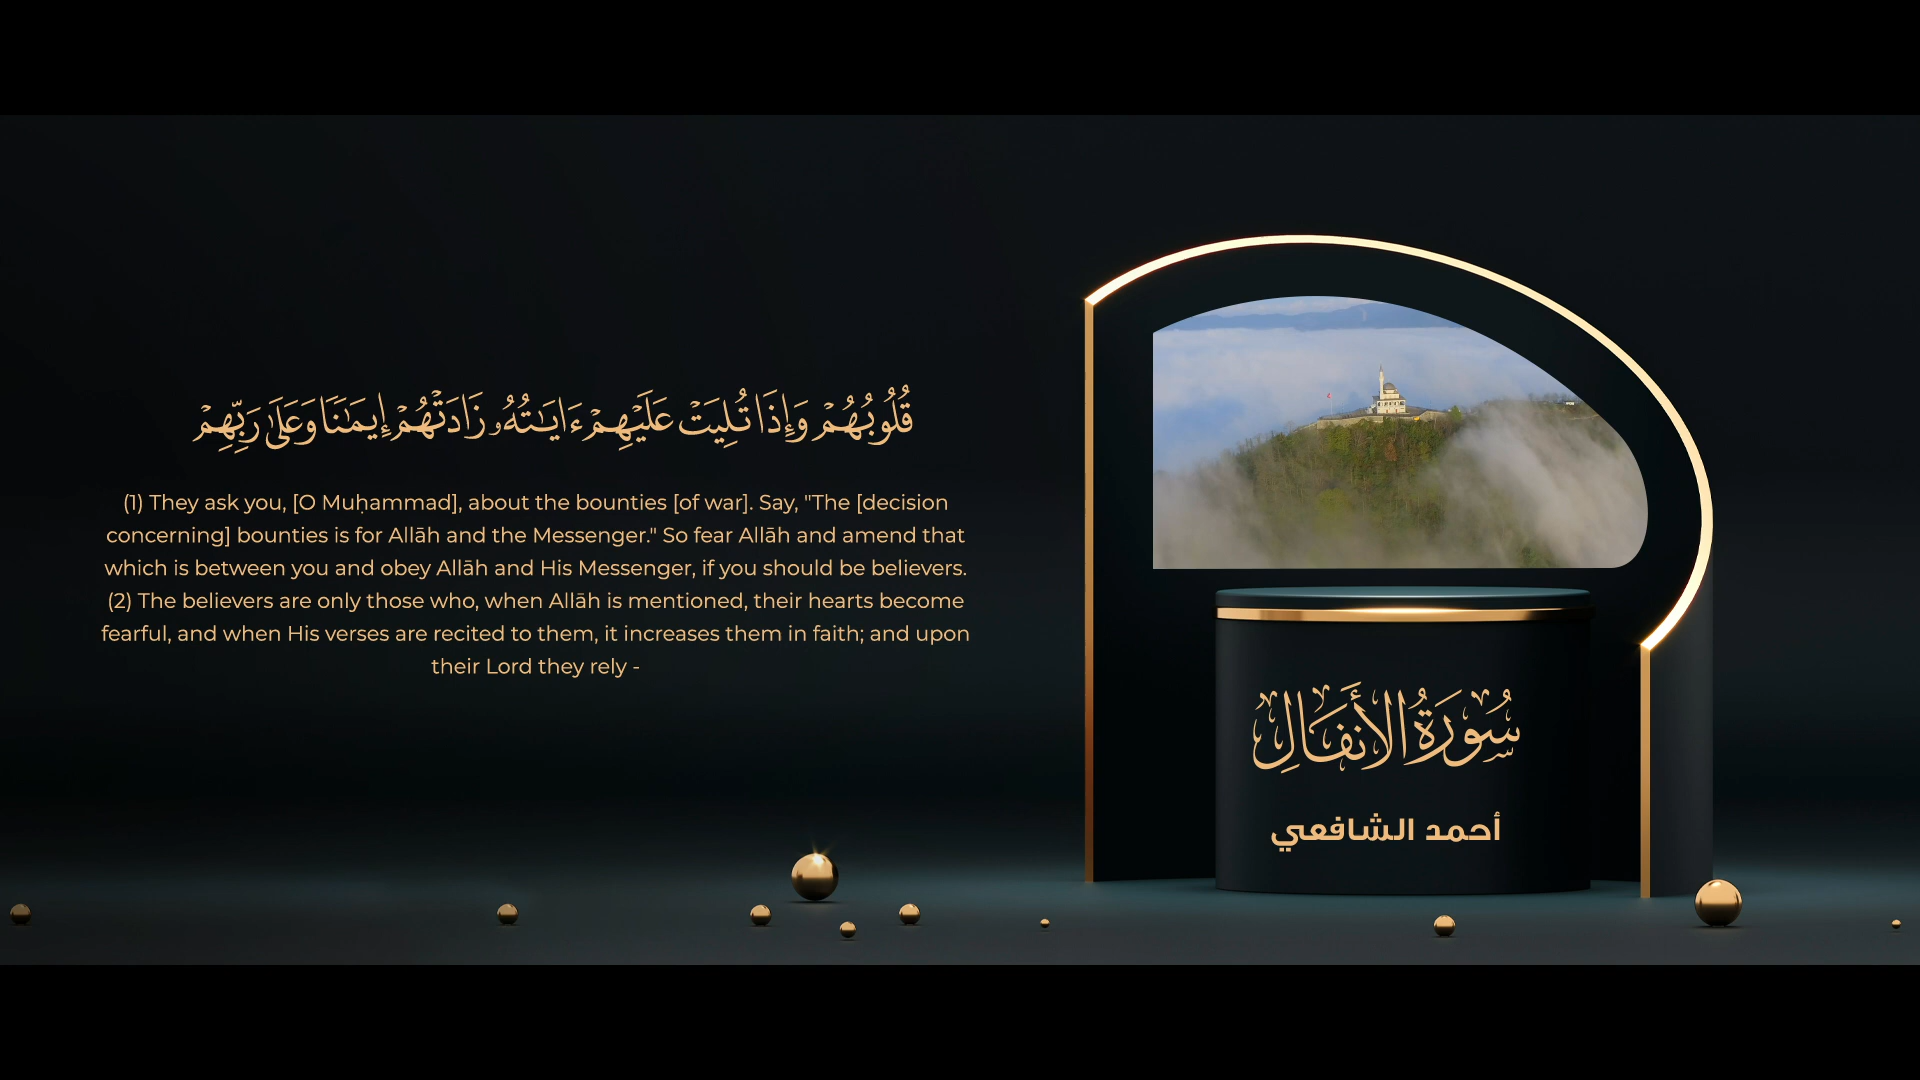 قُلُوبُهُمْ وَإِذَا تُلِيَتْ عَلَيْهِمْ ءَايَـٰتُهُۥ زَادَتْهُمْ إِيمَـٰنًا وَعَلَىٰ رَبِّهِمْ
(1) They ask you, [O Muḥammad], about the bounties [of war]. Say, "The [decision
concerning] bounties is for Allāh and the Messenger." So fear Allāh and amend that
which is between you and obey Allāh and His Messenger, if you should be believers.
(2) The believers are only those who, when Allāh is mentioned, their hearts become
fearful, and when His verses are recited to them, it increases them in faith; and upon
their Lord they rely -
سُورَةُ الأَنفَالِ
أحمد الشافعي